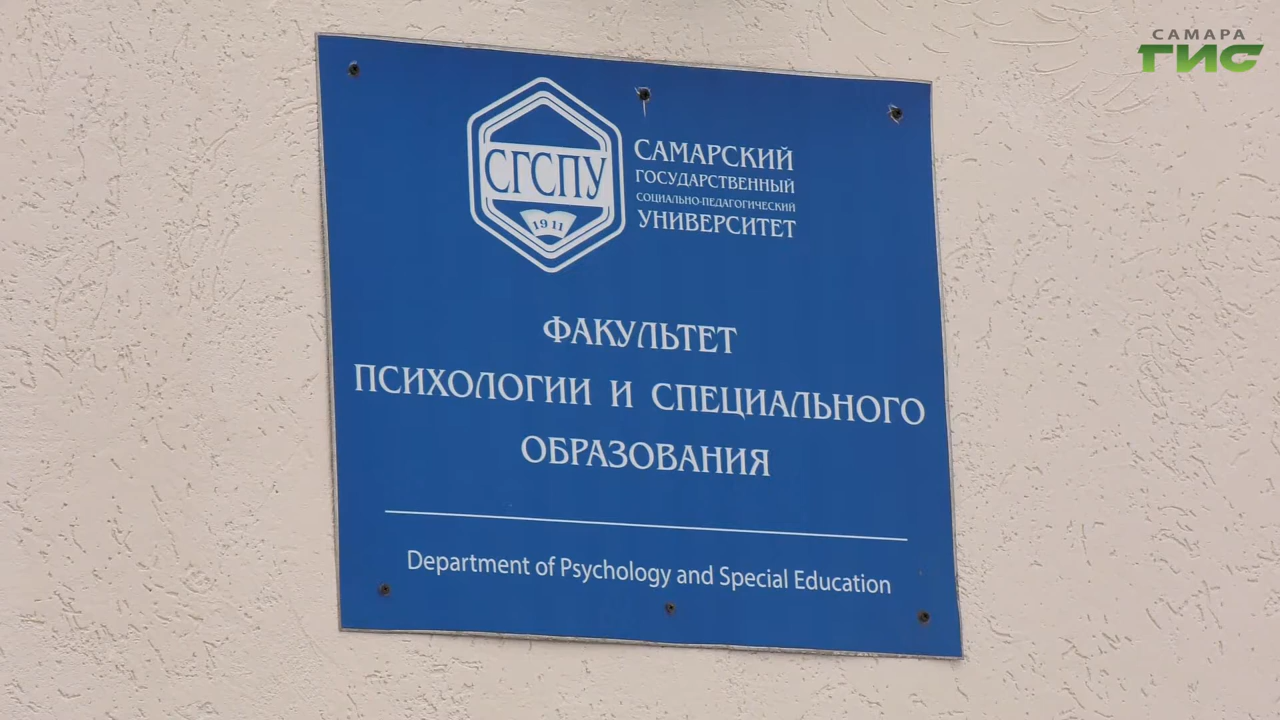 САМАРА
ГИС
СГСПУ
1911
САМАРСКИЙ
ГОСУДАРСТВЕННЫЙ
СОЦИАЛЬНО-ПЕДАГОГИЧЕСКИЙ
УНИВЕРСИТЕТ
ФАКУЛЬТЕТ
ПСИХОЛОГИИ И СПЕЦИАЛЬНОГО
ОБРАЗОВАНИЯ
Department of Psychology and Special Education